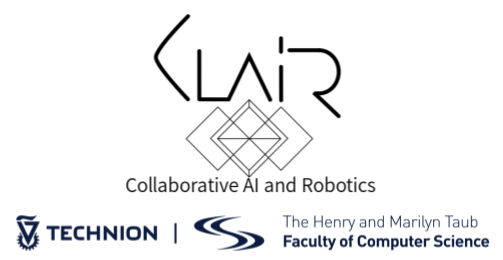 CLAIR
Collaborative AI and Robotics
TECHNION
The Henry and Marilyn Taub
Faculty of Computer Science